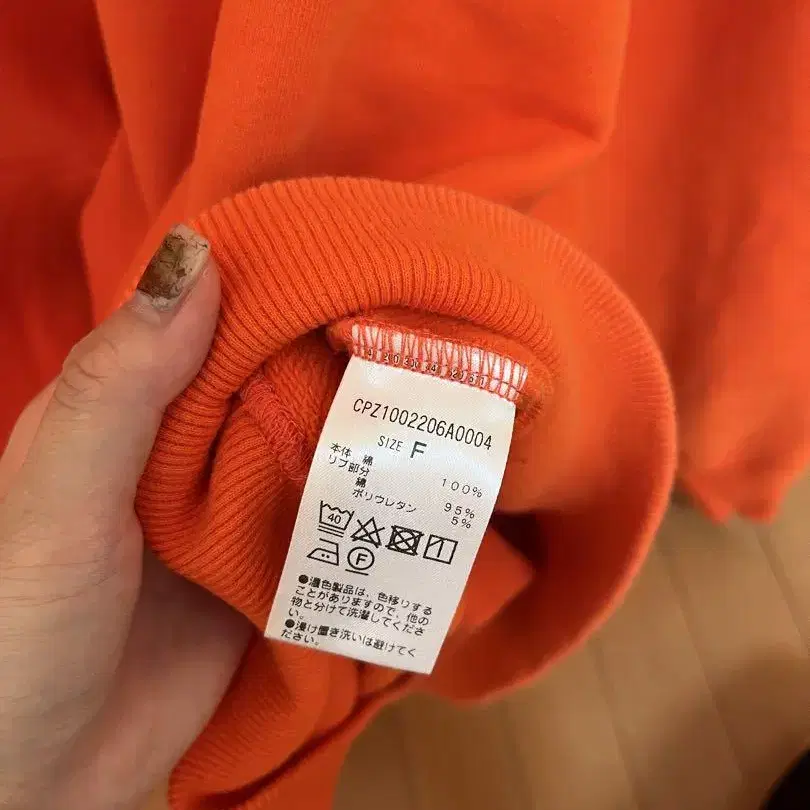 CPZ1002206A0004
SIZE F
本体 綿 100%
リブ部分
綿 95%
ポリウレタン 5%
40
F
●濃色製品は、色移りする
ことがありますので、他の
物と分けて洗濯してくださ
い。
●浸け置き洗いは避けてく
ださい。